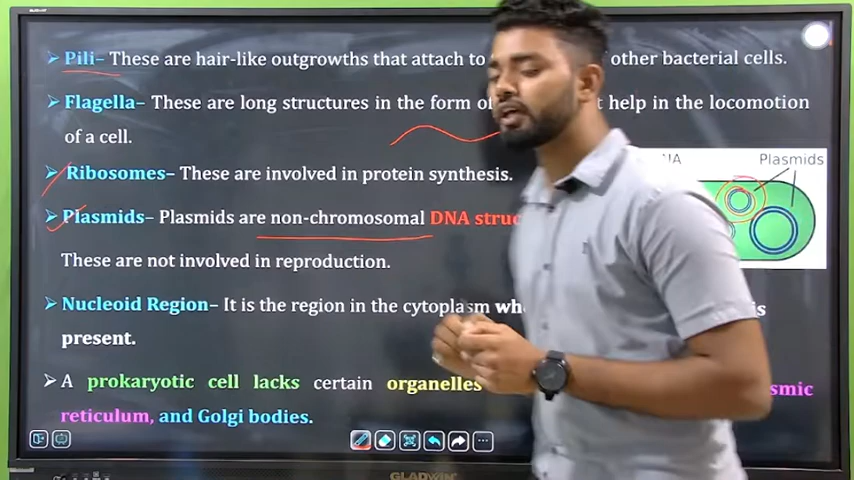 ➢ Pili– These are hair-like outgrowths that attach to other bacterial cells.
➢ Flagella– These are long structures in the form of help in the locomotion
of a cell.
➢ Ribosomes– These are involved in protein synthesis.
Plasmids
➢ Plasmids– Plasmids are non-chromosomal DNA
These are not involved in reproduction.
➢ Nucleoid Region– It is the region in the cytoplasm is
present.
➢ A prokaryotic cell lacks certain organelles
reticulum, and Golgi bodies.
GLADWIN